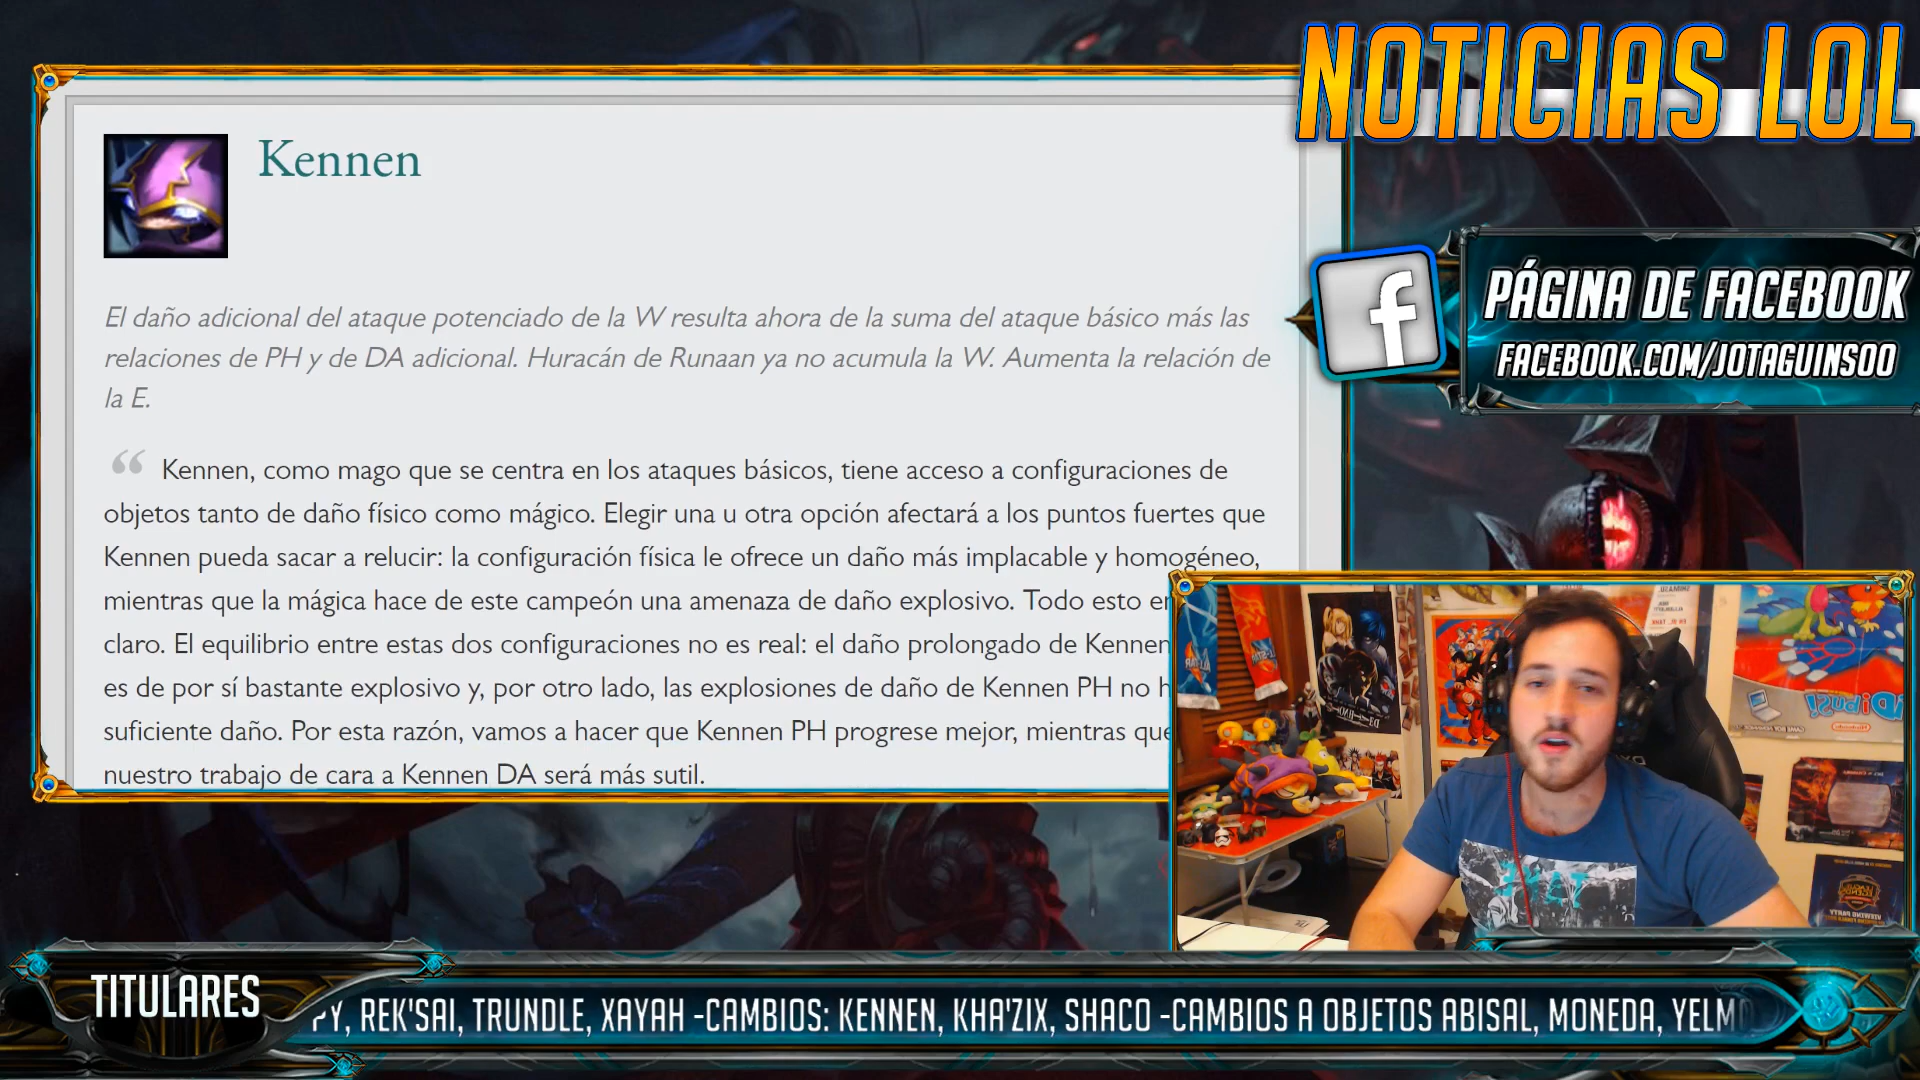 NOTICIAS LOL
Kennen
El daño adicional del ataque potenciado de la W resulta ahora de la suma del ataque básico más las
relaciones de PH y de DA adicional. Huracán de Runaan ya no acumula la W. Aumenta la relación de
la E.
“ Kennen, como mago que se centra en los ataques básicos, tiene acceso a configuraciones de
objetos tanto de daño físico como mágico. Elegir una u otra opción afectará a los puntos fuertes que
Kennen pueda sacar a relucir: la configuración física le ofrece un daño más implacable y homogéneo,
mientras que la mágica hace de este campeón una amenaza de daño explosivo. Todo esto
claro. El equilibrio entre estas dos configuraciones no es real: el daño prolongado de Kennen
es de por sí bastante explosivo y, por otro lado, las explosiones de daño de Kennen PH no
suficiente daño. Por esta razón, vamos a hacer que Kennen PH progrese mejor, mientras que
nuestro trabajo de cara a Kennen DA será más sutil.
f
PÁGINA DE FACEBOOK
FACEBOOK.COM/JOTAGUINSOO
TITULARES
PY, REK'SAI, TRUNDLE, XAYAH -CAMBIOS: KENNEN, KHA'ZIX, SHACO -CAMBIOS A OBJETOS ABISAL, MONEDA, YELM